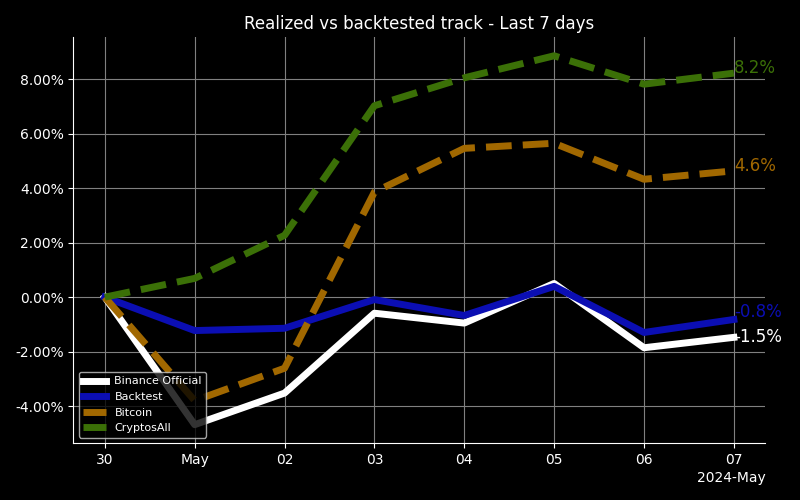 Realized vs backtested track - Last 7 days
8.00%
6.00%
4.00%
2.00%
0.00%
-2.00%
-4.00%
8.2%
4.6%
-0.8%
-1.5%
Binance Official
Backtest
Bitcoin
CryptosAll
30 May 02 03 04 05 06 07
2024-May